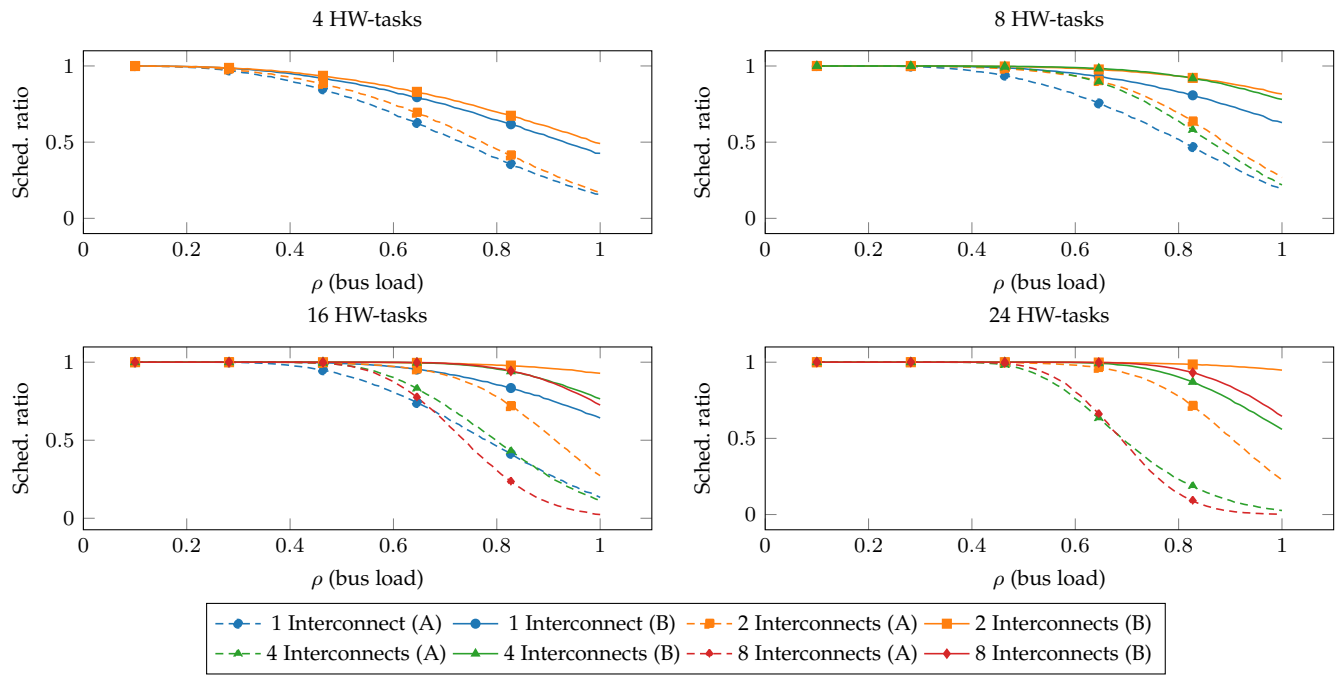 4 HW-tasks
1
0.5
0
Sched. ratio
0 0.2 0.4 0.6 0.8 1
ρ (bus load)
8 HW-tasks
1
0.5
0
Sched. ratio
0 0.2 0.4 0.6 0.8 1
ρ (bus load)
16 HW-tasks
1
0.5
0
Sched. ratio
0 0.2 0.4 0.6 0.8 1
ρ (bus load)
24 HW-tasks
1
0.5
0
Sched. ratio
0 0.2 0.4 0.6 0.8 1
ρ (bus load)
1 Interconnect (A) 1 Interconnect (B) 2 Interconnects (A) 2 Interconnects (B)
4 Interconnects (A) 4 Interconnects (B) 8 Interconnects (A) 8 Interconnects (B)